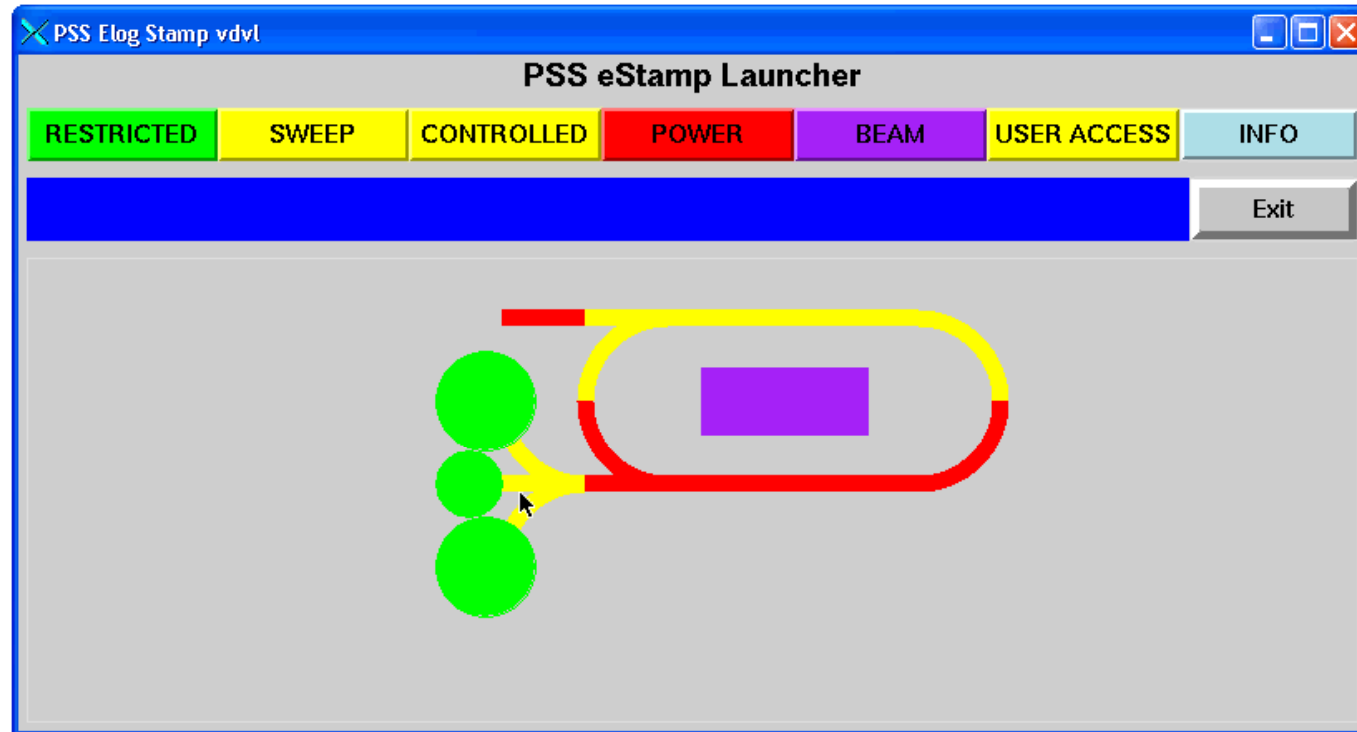 PSS Elog Stamp vdvl
PSS eStamp Launcher
RESTRICTED SWEEP CONTROLLED POWER BEAM USER ACCESS INFO
Exit